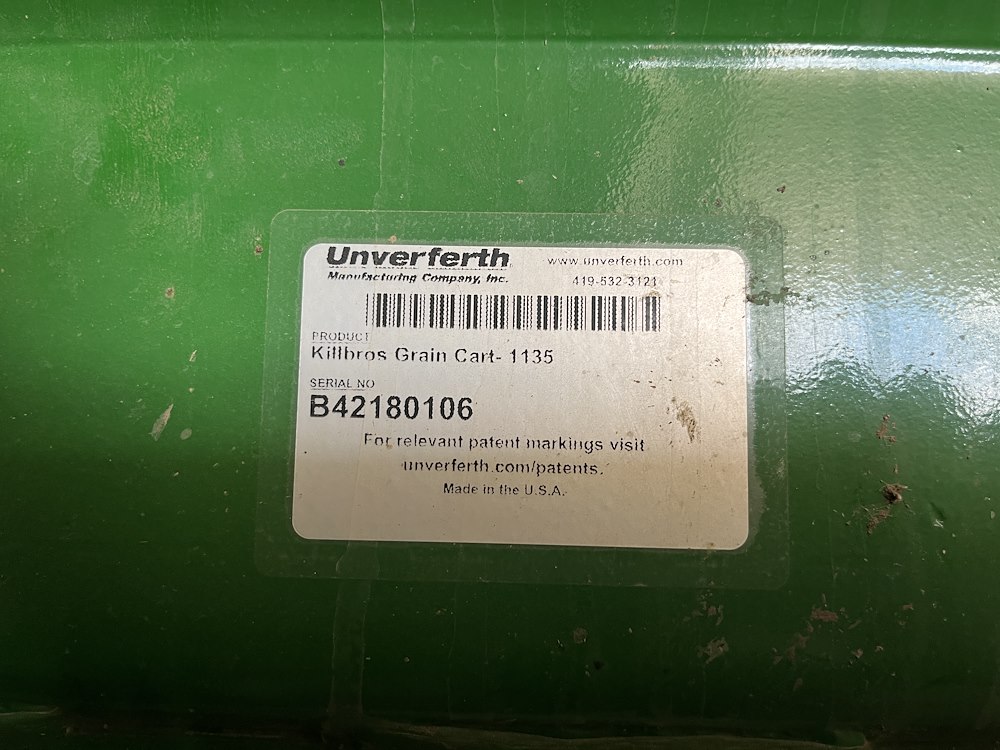 Unverferth
Manufacturing Company, Inc.
www.unverferth.com
419-532-3121
PRODUCT
Killbros Grain Cart- 1135
SERIAL NO
B42180106
For relevant patent markings visit
unverferth.com/patents.
Made in the U.S.A.